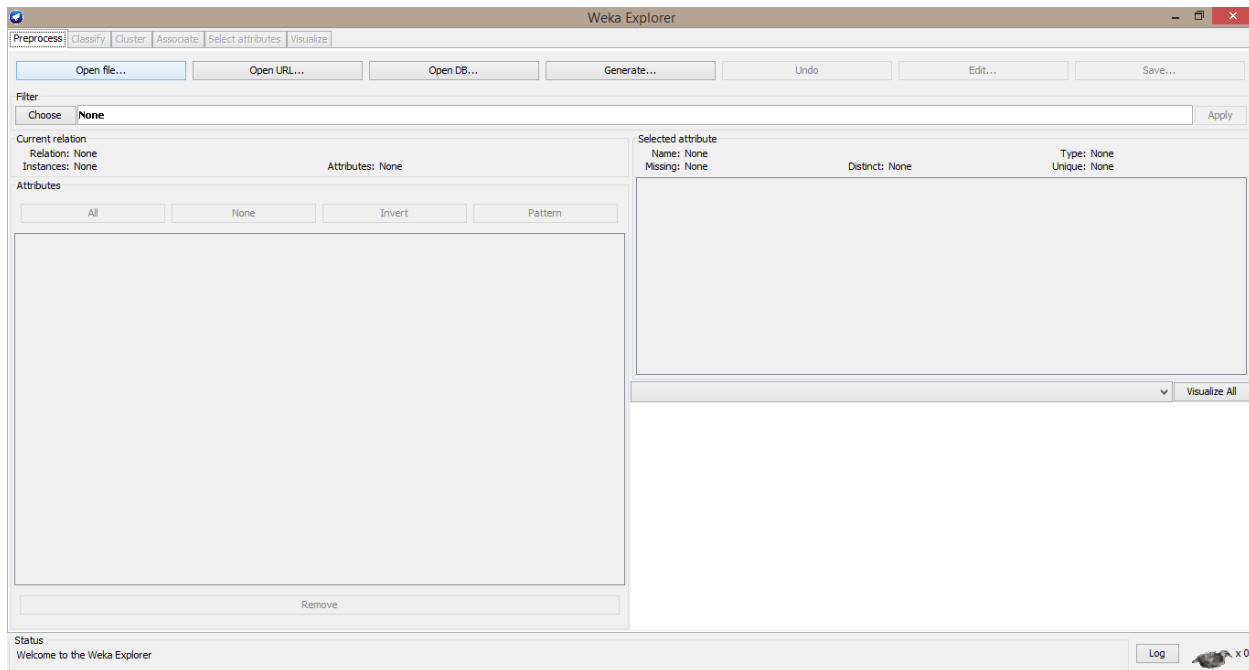 Weka Explorer
Preprocess Classify Cluster Associate Select attributes Visualize
Open file... Open URL... Open DB... Generate... Undo Edit... Save...
Filter
Choose None Apply
Current relation
Relation: None
Instances: None Attributes: None
Selected attribute
Name: None Type: None
Missing: None Distinct: None Unique: None
Attributes
All None Invert Pattern
Visualize All
Remove
Status
Welcome to the Weka Explorer
Log x 0